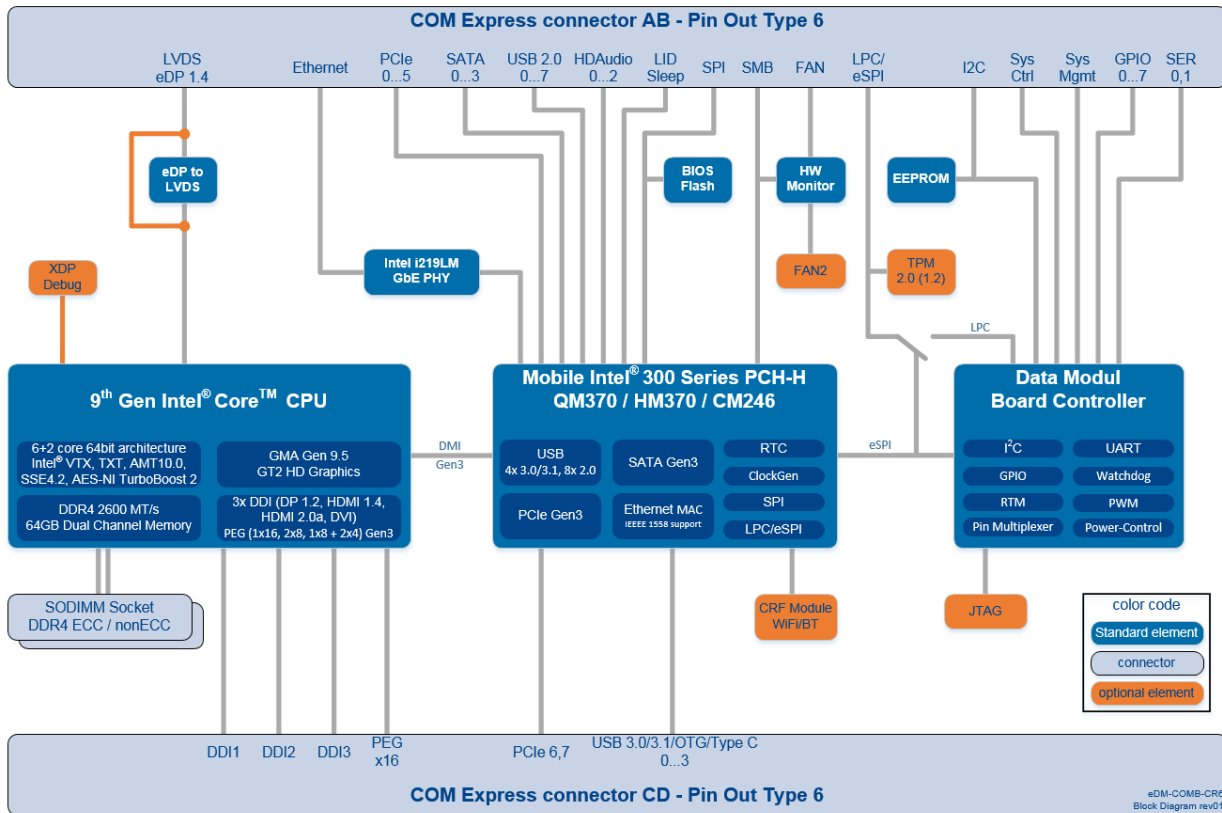 COM Express connector AB - Pin Out Type 6
LVDS
eDP 1.4
Ethernet
PCIe
0...5
SATA
0...3
USB 2.0
0...7
HDAudio
0...2
LID
Sleep
SPI
SMB
FAN
LPC/
eSPI
I2C
Sys
Ctrl
Sys
Mgmt
GPIO
0...7
SER
0,1
eDP to
LVDS
BIOS
Flash
HW
Monitor
EEPROM
XDP
Debug
Intel i219LM
GbE PHY
FAN2
TPM
2.0 (1.2)
LPC
9th Gen Intel® Core™ CPU
6+2 core 64bit architecture
Intel® VTX, TXT, AMT10.0,
SSE4.2, AES-NI TurboBoost 2
GMA Gen 9.5
GT2 HD Graphics
DDR4 2600 MT/s
64GB Dual Channel Memory
3x DDI (DP 1.2, HDMI 1.4,
HDMI 2.0a, DVI)
PEG (1x16, 2x8, 1x8 + 2x4) Gen3
DMI
Gen3
Mobile Intel® 300 Series PCH-H
QM370 / HM370 / CM246
USB
4x 3.0/3.1, 8x 2.0
SATA Gen3
PCIe Gen3
Ethernet MAC
IEEEE 1558 support
RTC
ClockGen
SPI
LPC/eSPI
eSPI
Data Modul
Board Controller
I²C
UART
GPIO
Watchdog
RTM
PWM
Pin Multiplexer
Power-Control
SODIMM Socket
DDR4 ECC / nonECC
CRF Module
WiFi/BT
JTAG
color code
Standard element
connector
optional element
DDI1
DDI2
DDI3
PEG
x16
PCIe 6,7
USB 3.0/3.1/OTG/Type C
0...3
COM Express connector CD - Pin Out Type 6
eDM-COMB-CR6
Block Diagram rev01